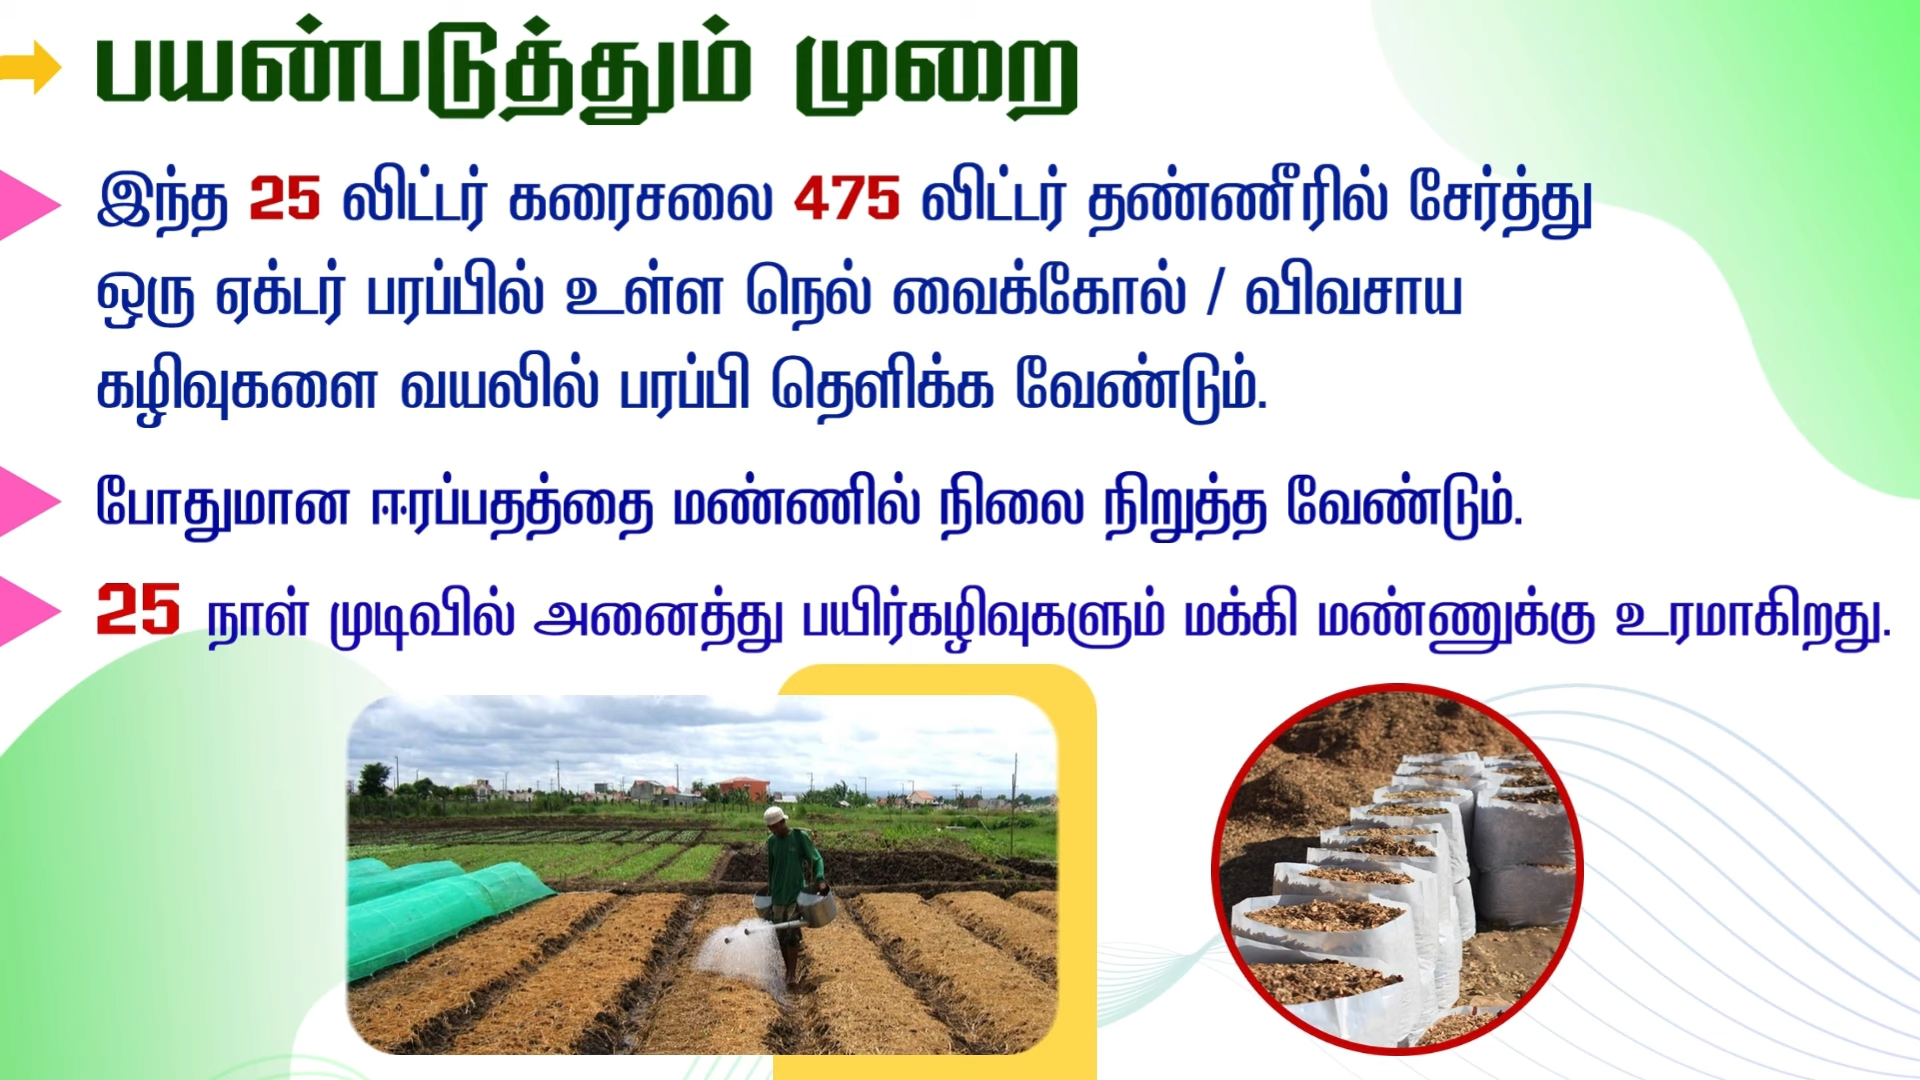 பயன்படுத்தும் முறை
இந்த 25 லிட்டர் கரைசலை 475 லிட்டர் தண்ணீரில் சேர்த்து
ஒரு ஏக்டர் பரப்பில் உள்ள நெல் வைக்கோல் / விவசாய
கழிவுகளை வயலில் பரப்பி தெளிக்க வேண்டும்.
போதுமான ஈரப்பதத்தை மண்ணில் நிலை நிறுத்த வேண்டும்.
25 நாள் முடிவில் அனைத்து பயிர்கழிவுகளும் மக்கி மண்ணுக்கு உரமாகிறது.